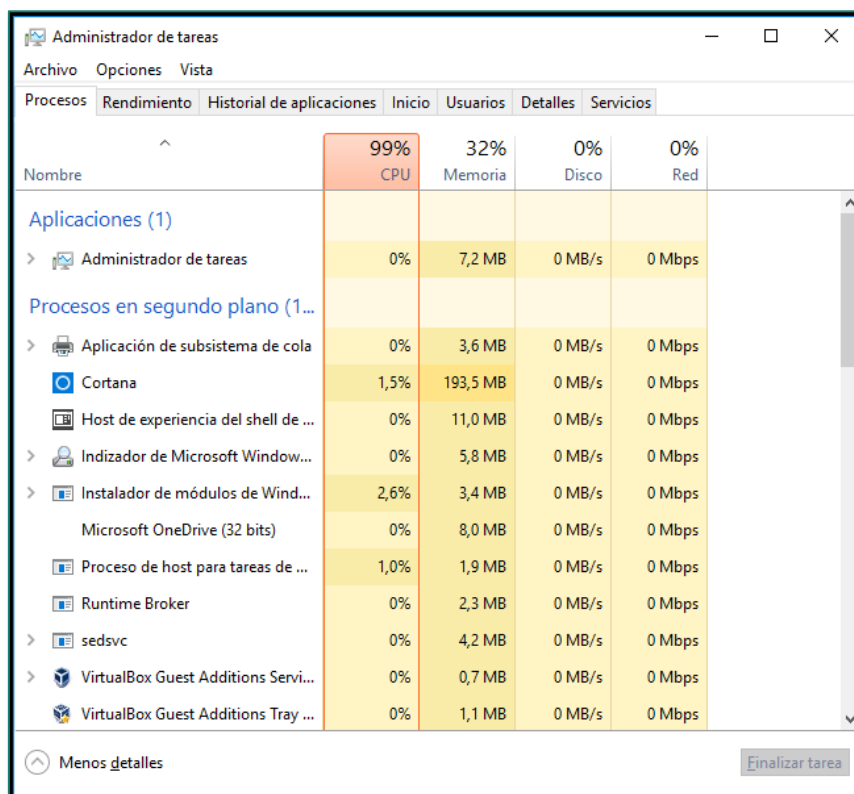 Administrador de tareas
Archivo Opciones Vista
Procesos Rendimiento Historial de aplicaciones Inicio Usuarios Detalles Servicios
99% 32% 0% 0%
Nombre CPU Memoria Disco Red
Aplicaciones (1)
Administrador de tareas 0% 7,2 MB 0 MB/s 0 Mbps
Procesos en segundo plano (1...
Aplicación de subsistema de cola 0% 3,6 MB 0 MB/s 0 Mbps
Cortana 1,5% 193,5 MB 0 MB/s 0 Mbps
Host de experiencia del shell de ... 0% 11,0 MB 0 MB/s 0 Mbps
Indizador de Microsoft Window... 0% 5,8 MB 0 MB/s 0 Mbps
Instalador de módulos de Wind... 2,6% 3,4 MB 0 MB/s 0 Mbps
Microsoft OneDrive (32 bits) 0% 8,0 MB 0 MB/s 0 Mbps
Proceso de host para tareas de ... 1,0% 1,9 MB 0 MB/s 0 Mbps
Runtime Broker 0% 2,3 MB 0 MB/s 0 Mbps
sedsvc 0% 4,2 MB 0 MB/s 0 Mbps
VirtualBox Guest Additions Servi... 0% 0,7 MB 0 MB/s 0 Mbps
VirtualBox Guest Additions Tray ... 0% 1,1 MB 0 MB/s 0 Mbps
Menos detalles Finalizar tarea